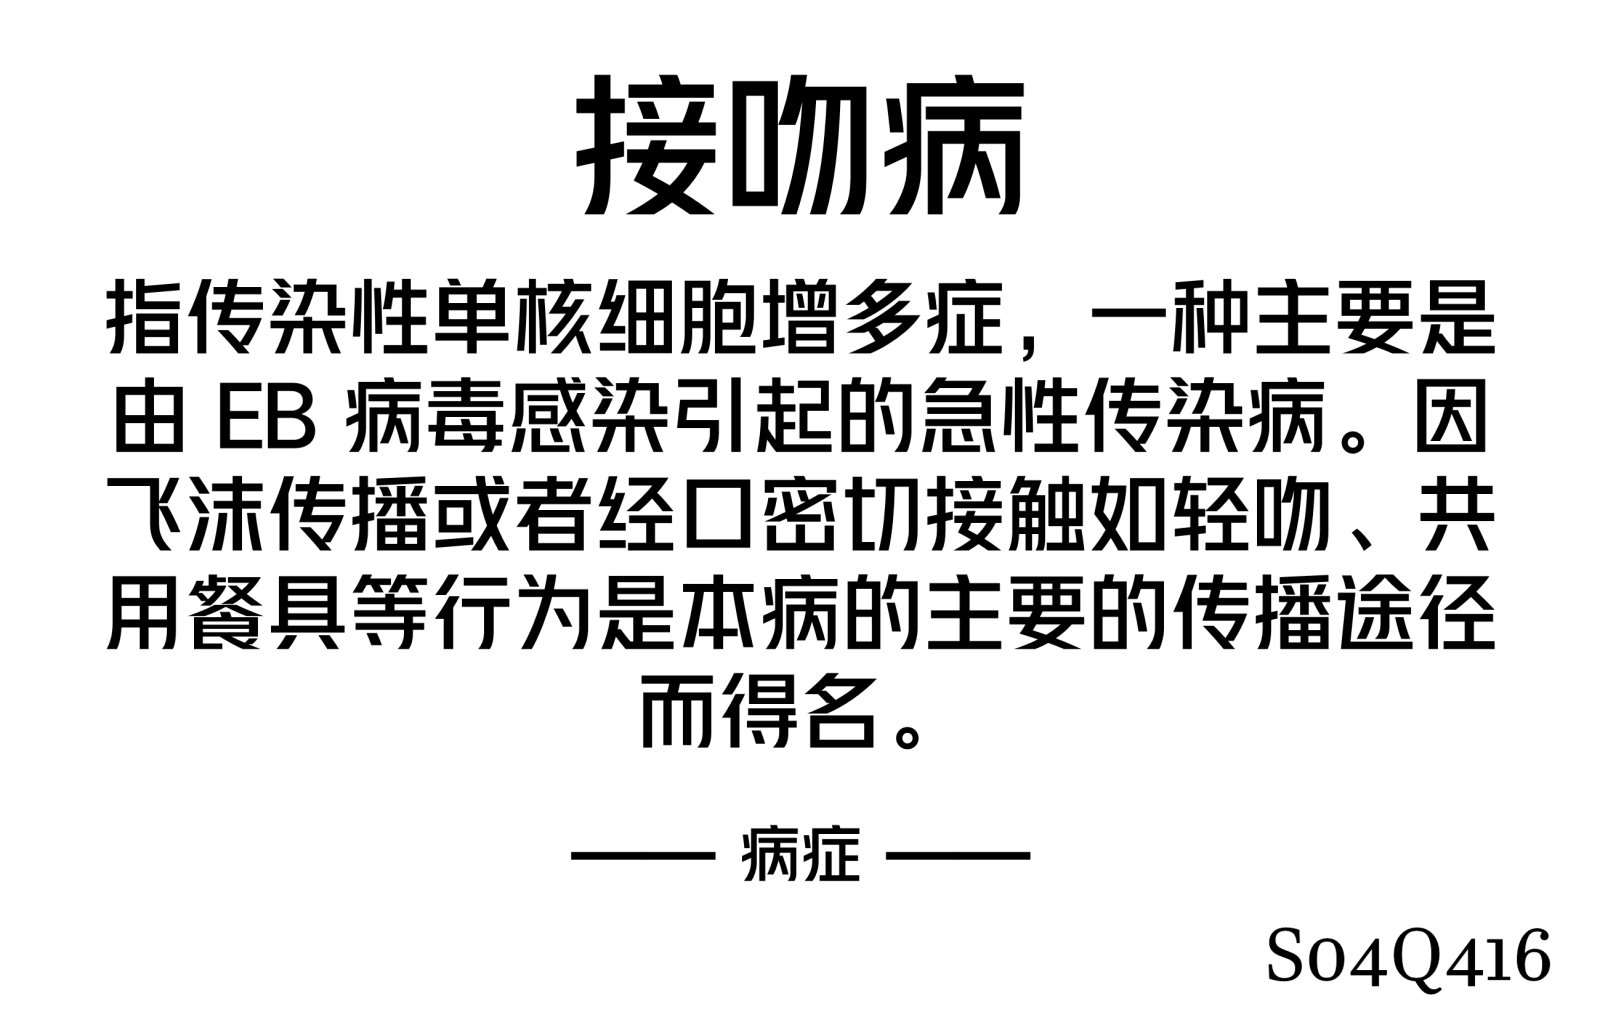 接吻病
指传染性单核细胞增多症，一种主要是
由 EB 病毒感染引起的急性传染病。因
飞沫传播或者经口密切接触如轻吻、共
用餐具等行为是本病的主要的传播途径
而得名。
—— 病症 ——
S04Q416